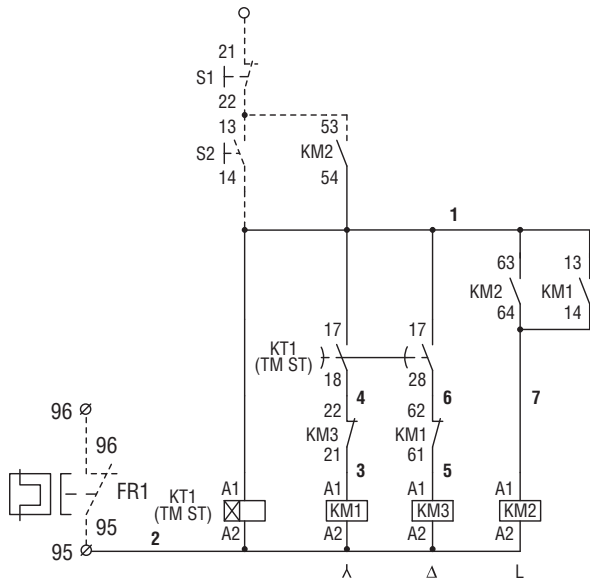 21
S1
22
13 53
S2 KM2
14 54
1
63 13
KM2 KM1
64 14
17 17
KT1
(TM ST)
18 28
4 6 7
96
22 62
96
KM3 KM1
21 61
3 5
FR1
KT1
(TM ST)
A1 A1 A1 A1
KM1 KM3 KM2
95
2
A2 A2 A2 A2
95
Y Δ L